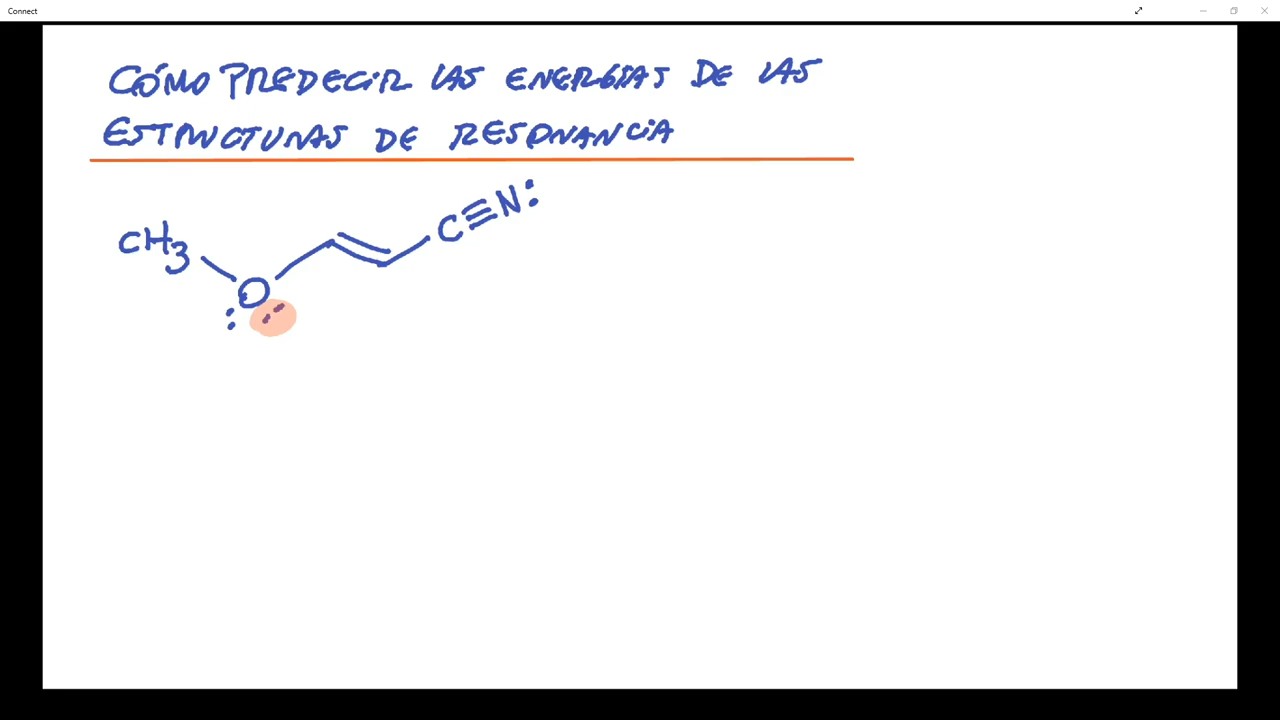 Connect
CÓMO PREDECIR LAS ENERGÍAS DE LAS
ESTRUCTURAS DE RESONANCIA
CH3
O
C≡N: